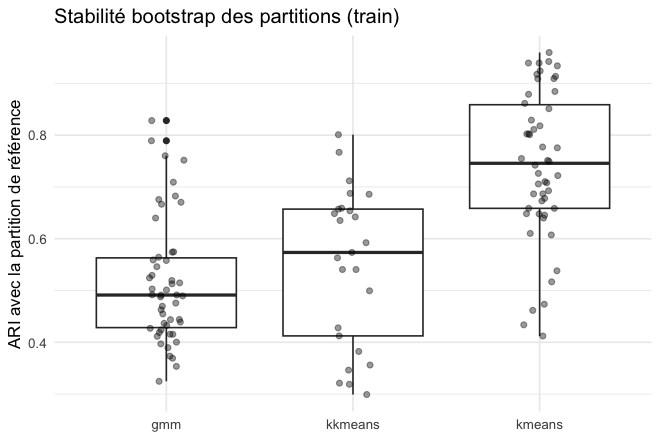 Stabilité bootstrap des partitions (train)
ARI avec la partition de référence
0.8
0.6
0.4
gmm
kkmeans
kmeans